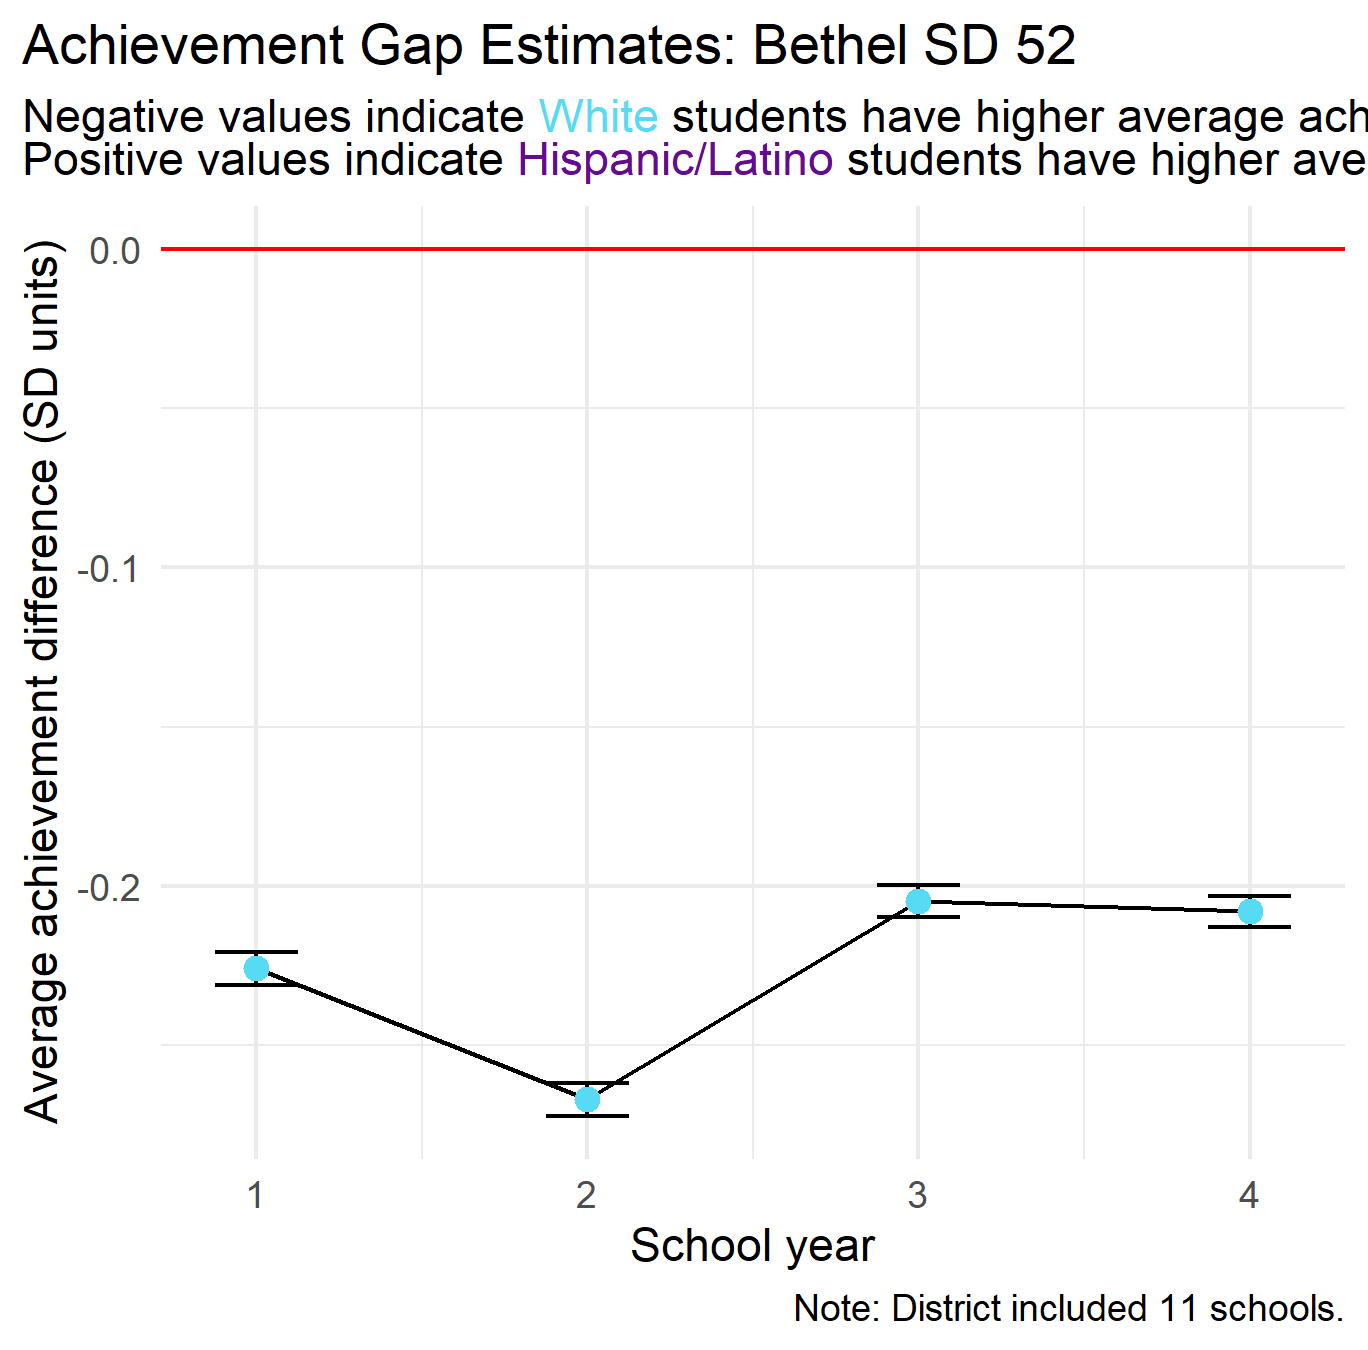 Achievement Gap Estimates: Bethel SD 52
Negative values indicate White students have higher average ach
Positive values indicate Hispanic/Latino students have higher ave
Average achievement difference (SD units)
0.0
-0.1
-0.2
1 2 3 4
School year
Note: District included 11 schools.